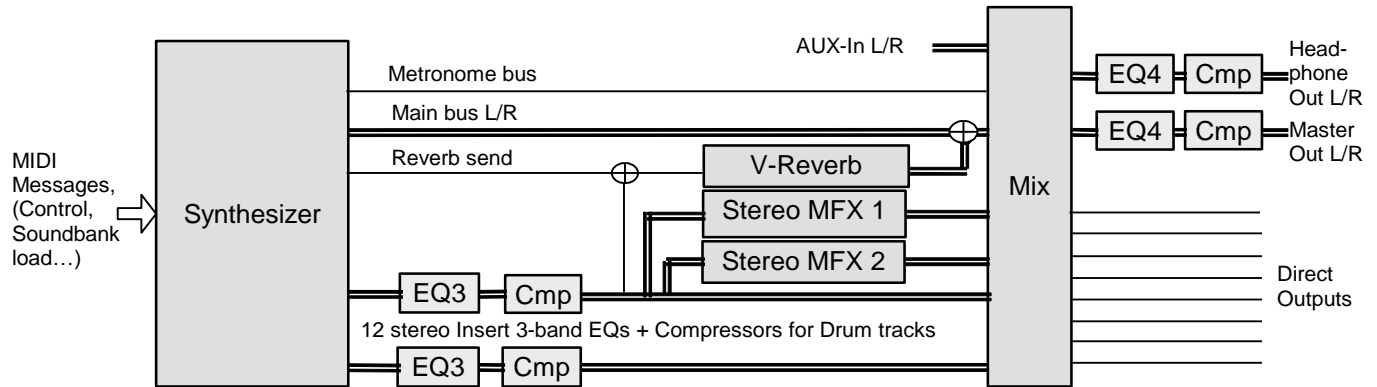 MIDI
Messages,
(Control,
Soundbank
load…)
Synthesizer
Metronome bus
Main bus L/R
Reverb send
AUX-In L/R
V-Reverb
Stereo MFX 1
Stereo MFX 2
EQ3
Cmp
12 stereo Insert 3-band EQs + Compressors for Drum tracks
EQ3
Cmp
Mix
EQ4
Cmp
Head-
phone
Out L/R
EQ4
Cmp
Master
Out L/R
Direct
Outputs